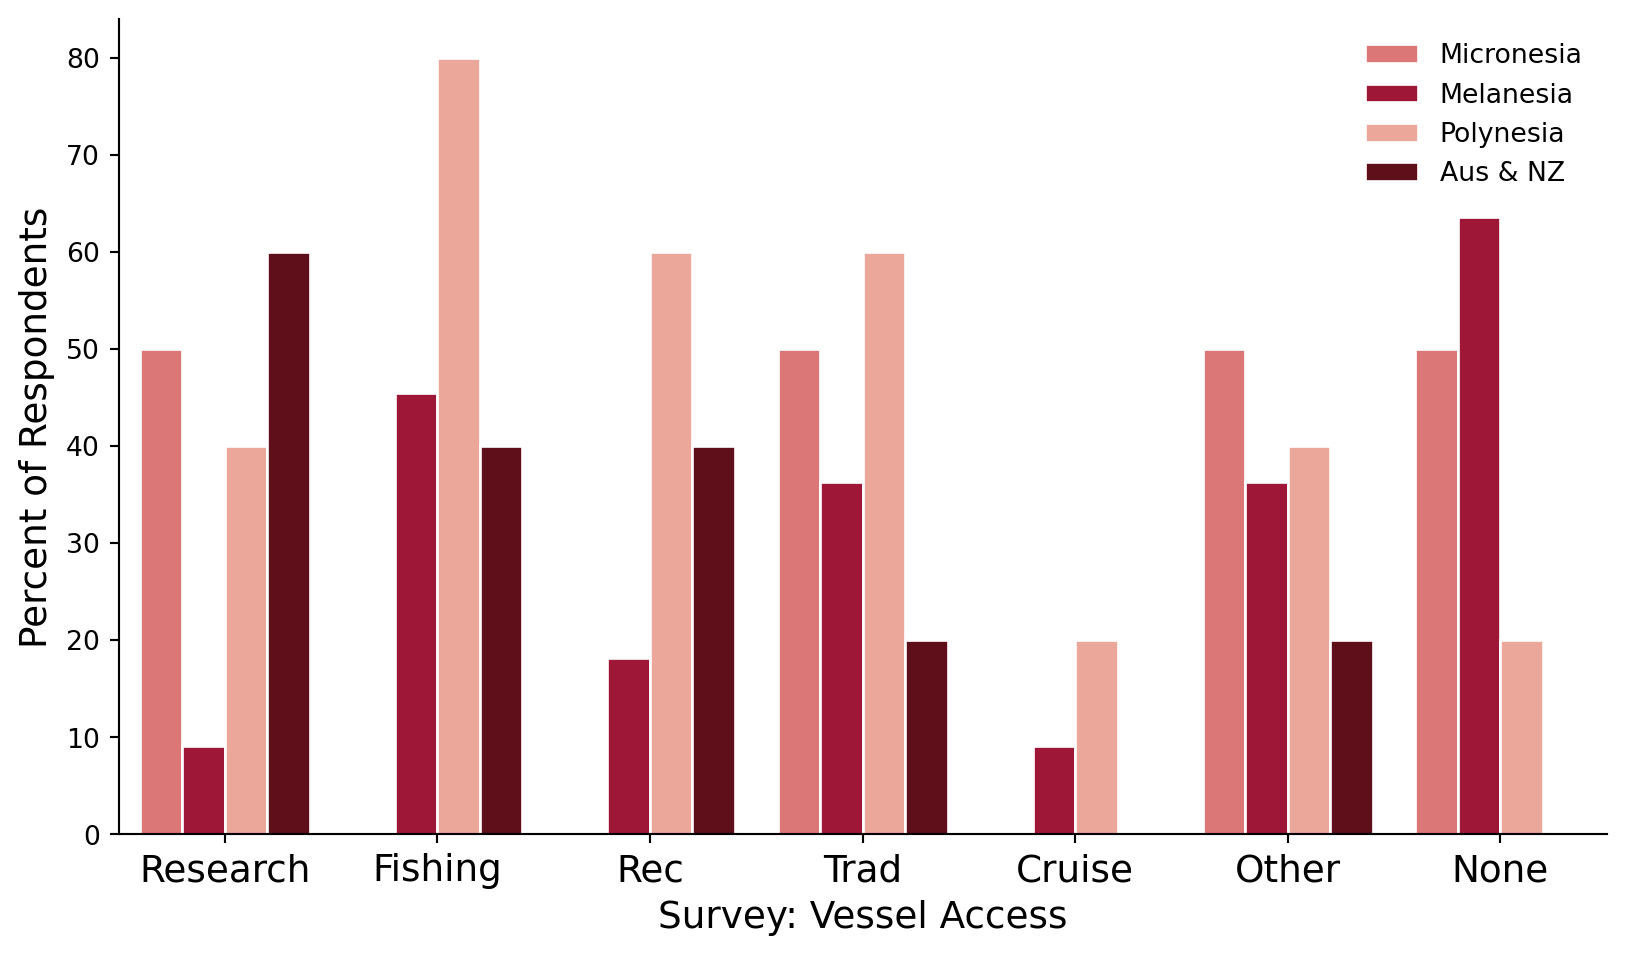 Percent of Respondents
80
70
60
50
40
30
20
10
0
Micronesia
Melanesia
Polynesia
Aus & NZ
Research Fishing Rec Trad Cruise Other None
Survey: Vessel Access